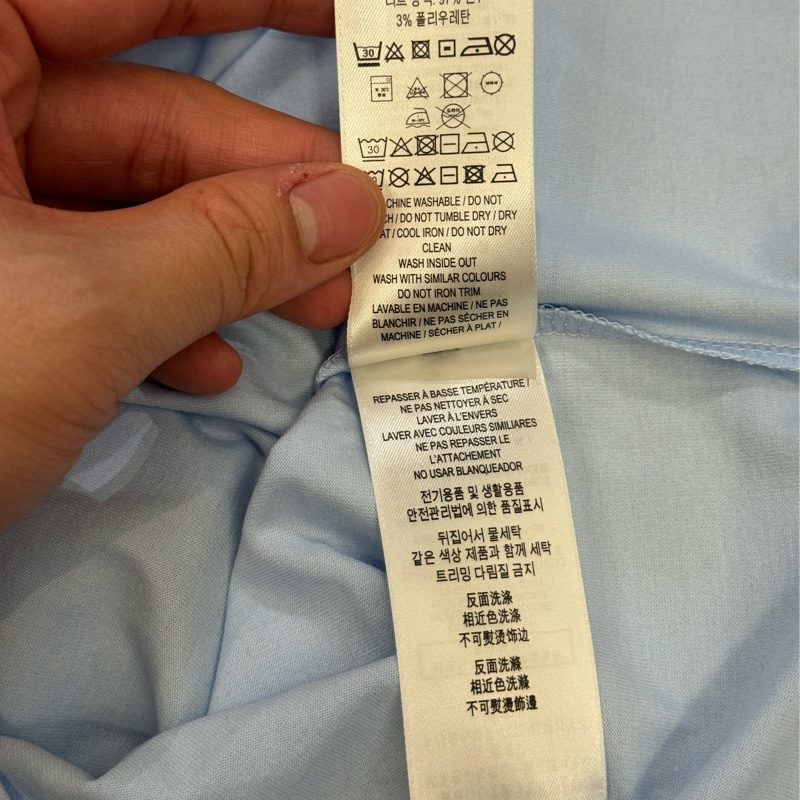 3% 폴리우레탄
30
30
CHINE WASHABLE / DO NOT
CH / DO NOT TUMBLE DRY / DRY
AT / COOL IRON / DO NOT DRY
CLEAN
WASH INSIDE OUT
WASH WITH SIMILAR COLOURS
DO NOT IRON TRIM
LAVABLE EN MACHINE / NE PAS
BLANCHIR / NE PAS SÉCHER EN
MACHINE / SÉCHER À PLAT /
REPASSER À BASSE TEMPÉRATURE /
NE PAS NETTOYER À SEC
LAVER À L'ENVERS
LAVER AVEC COULEURS SIMILIARES
NE PAS REPASSER LE
L'ATTACHEMENT
NO USAR BLANQUEADOR
전기용품 및 생활용품
안전관리법에 의한 품질표시
뒤집어서 물세탁
같은 색상 제품과 함께 세탁
트리밍 다림질 금지
反面洗涤
相近色洗涤
不可熨烫饰边
反面洗滌
相近色洗滌
不可熨燙飾邊